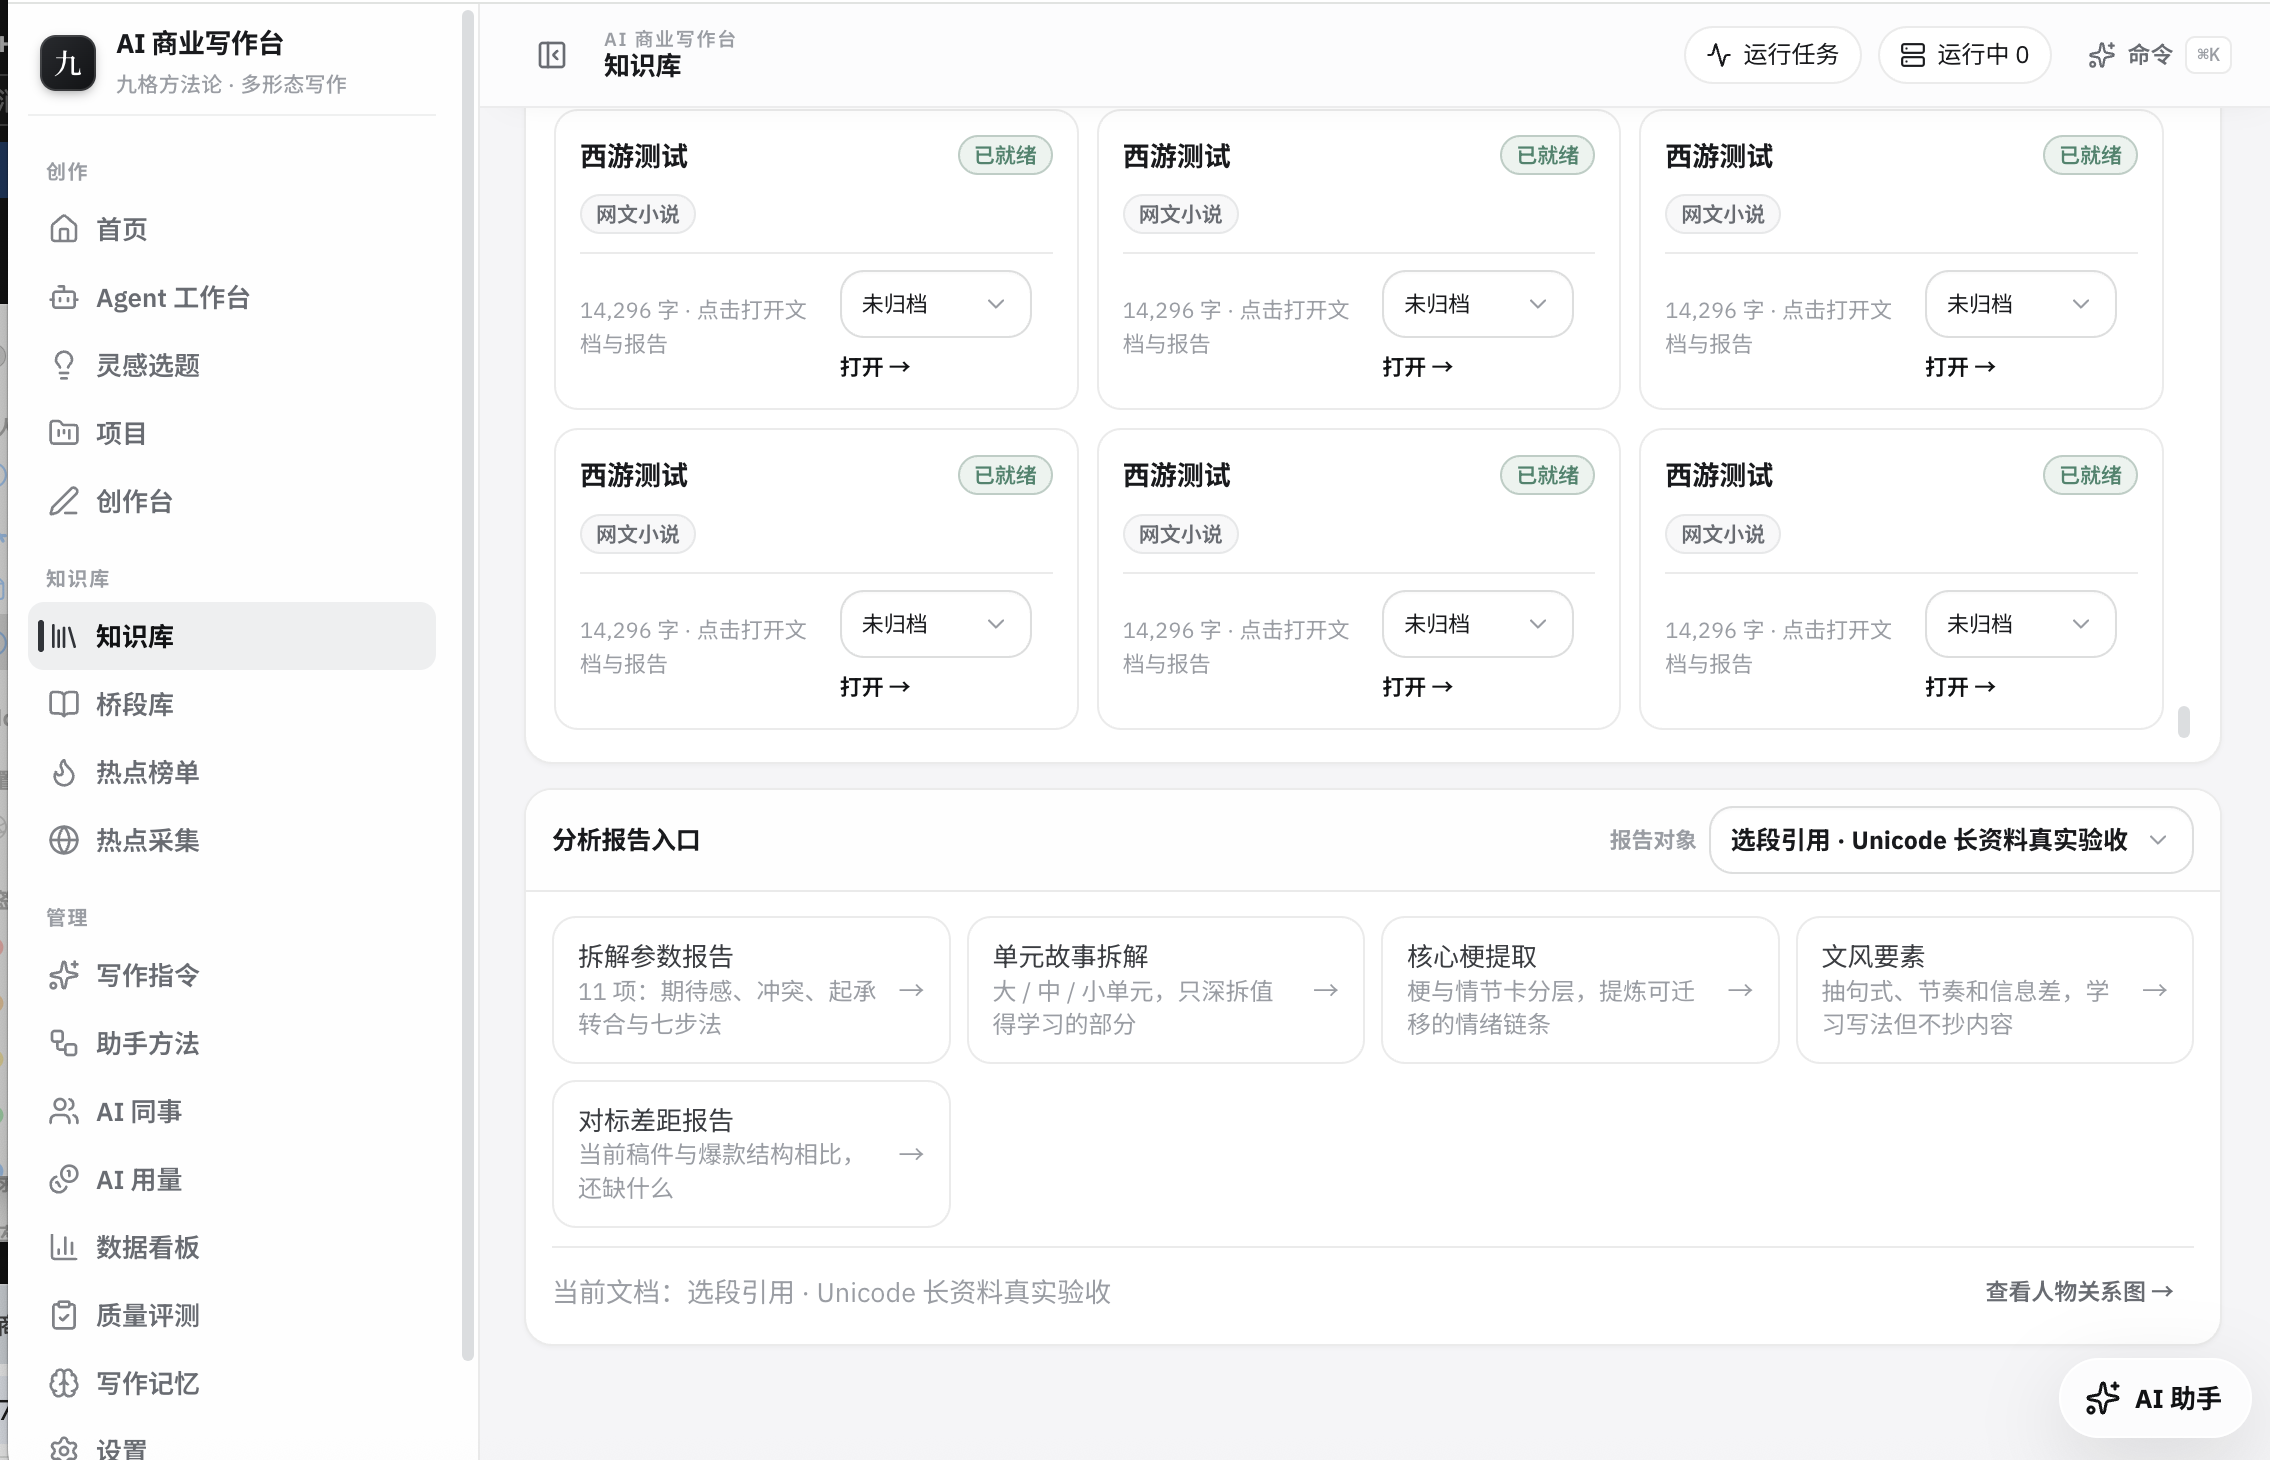 九
AI 商业写作台
九格方法论 · 多形态写作
创作
首页
Agent 工作台
灵感选题
项目
创作台
知识库
知识库
桥段库
热点榜单
热点采集
管理
写作指令
助手方法
AI 同事
AI 用量
数据看板
质量评测
写作记忆
设置
AI 商业写作台
知识库
运行任务
运行中 0
命令
⌘K
西游测试
已就绪
网文小说
14,296 字 · 点击打开文
档与报告
未归档
打开 →
西游测试
已就绪
网文小说
14,296 字 · 点击打开文
档与报告
未归档
打开 →
西游测试
已就绪
网文小说
14,296 字 · 点击打开文
档与报告
未归档
打开 →
西游测试
已就绪
网文小说
14,296 字 · 点击打开文
档与报告
未归档
打开 →
西游测试
已就绪
网文小说
14,296 字 · 点击打开文
档与报告
未归档
打开 →
西游测试
已就绪
网文小说
14,296 字 · 点击打开文
档与报告
未归档
打开 →
分析报告入口
报告对象
选段引用 · Unicode 长资料真实验收
拆解参数报告
11 项：期待感、冲突、起承
转合与七步法
→
单元故事拆解
大 / 中 / 小单元，只深拆值
得学习的部分
→
核心梗提取
梗与情节卡分层，提炼可迁
移的情绪链条
→
文风要素
抽句式、节奏和信息差，学
习写法但不抄内容
→
对标差距报告
当前稿件与爆款结构相比，
还缺什么
→
当前文档：选段引用 · Unicode 长资料真实验收
查看人物关系图 →
AI 助手